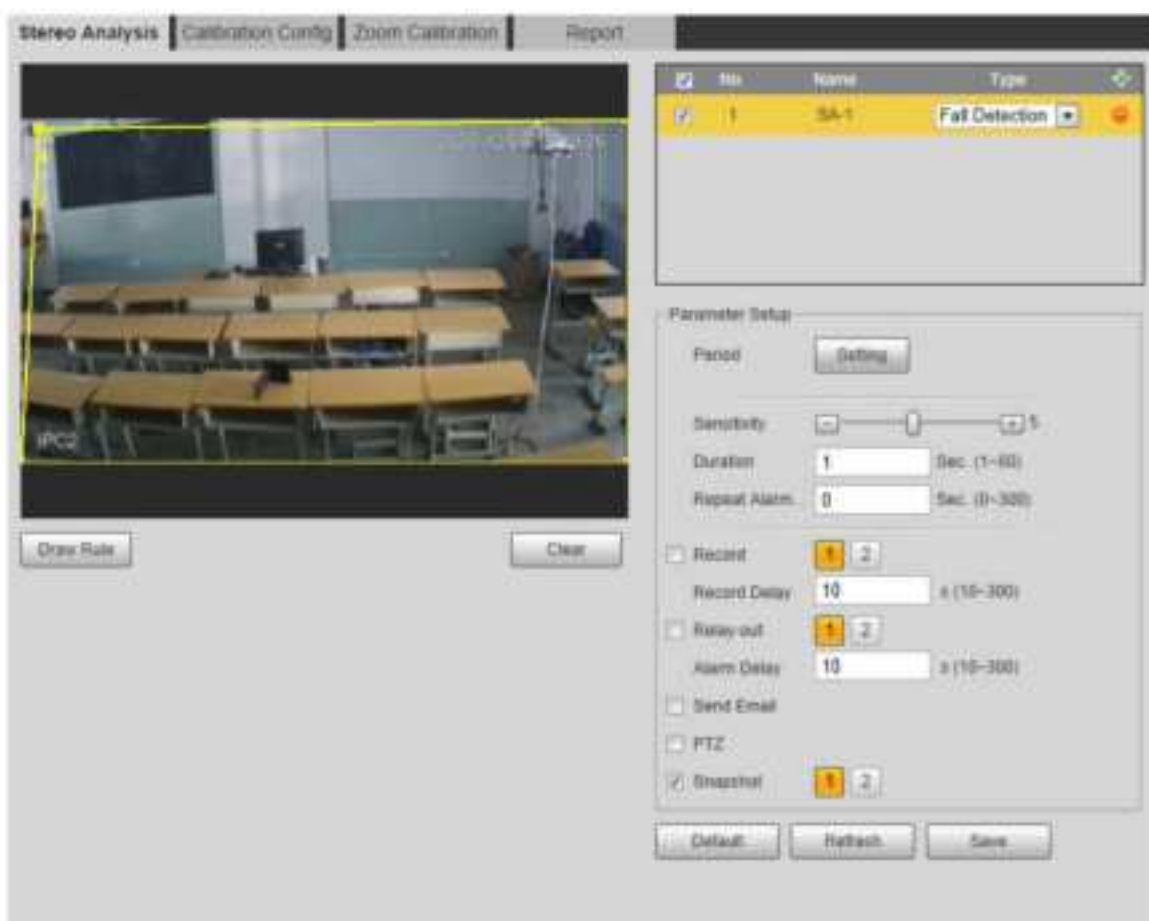 Stereo Analysis Calibration Config Zoom Calibration Report
No. Name Type
1 SA-1 Fall Detection
IPC2
Draw Rule Clear
Parameter Setup
Period Setting
Sensitivity 5
Duration 1 Sec. (1~60)
Repeat Alarm... 0 Sec. (0~300)
Record 1 2
Record Delay 10 s (10~300)
Relay-out 1 2
Alarm Delay 10 s (10~300)
Send Email
PTZ
Snapshot 1 2
Default Refresh Save